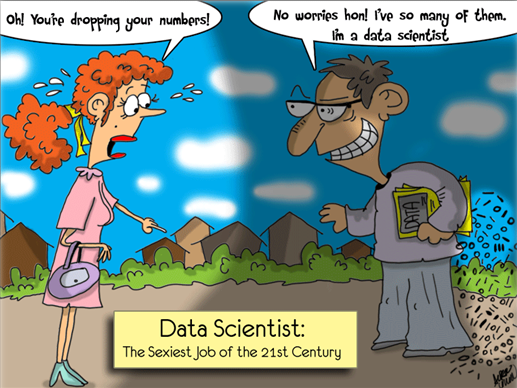 Oh! You're dropping your numbers!
No worries hon! I've so many of them.
I'm a data scientist
DATA
Data Scientist:
The Sexiest Job of the 21st Century